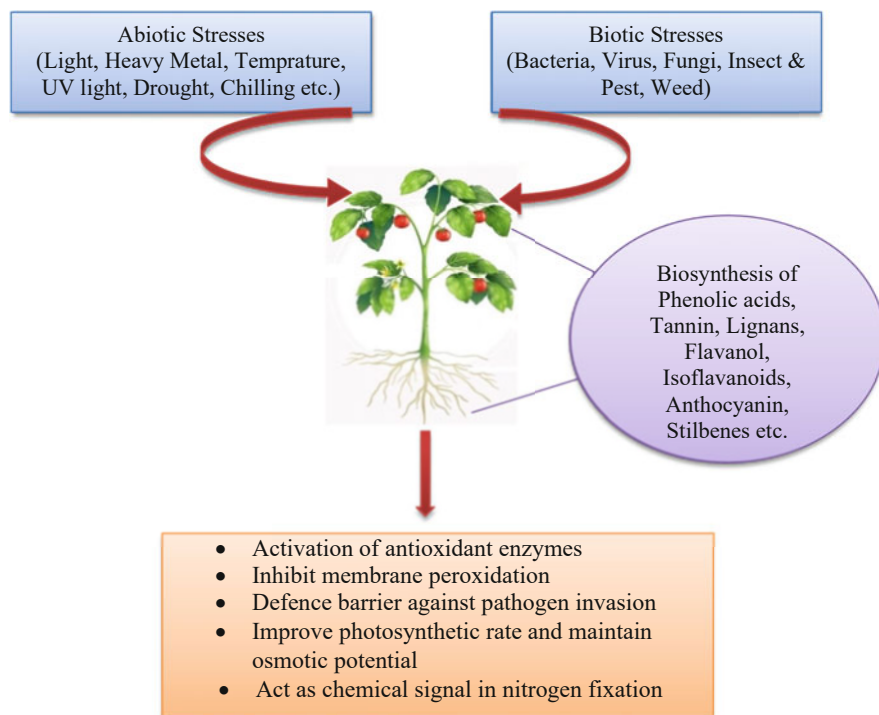 Abiotic Stresses
(Light, Heavy Metal, Temprature,
UV light, Drought, Chilling etc.)
Biotic Stresses
(Bacteria, Virus, Fungi, Insect &
Pest, Weed)
Biosynthesis of
Phenolic acids,
Tannin, Lignans,
Flavanol,
Isoflavanoids,
Anthocyanin,
Stilbenes etc.
• Activation of antioxidant enzymes
• Inhibit membrane peroxidation
• Defence barrier against pathogen invasion
• Improve photosynthetic rate and maintain
osmotic potential
• Act as chemical signal in nitrogen fixation